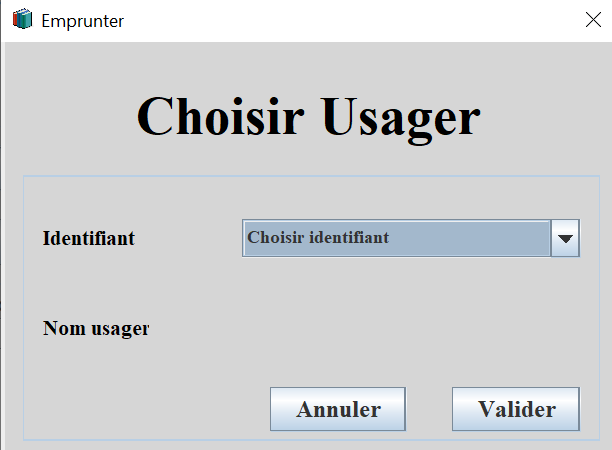 Emprunter
Choisir Usager
Identifiant
Choisir identifiant
Nom usager
Annuler
Valider